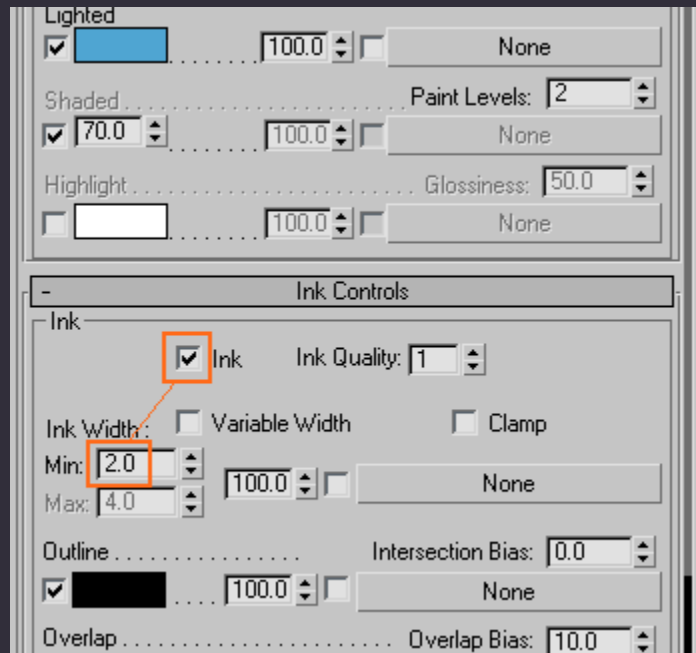 Lighted
100.0 None
Shaded Paint Levels: 2
70.0 100.0 None
Highlight Glossiness: 50.0
100.0 None
- Ink Controls
Ink
Ink Ink Quality: 1
Ink Width: Variable Width Clamp
Min: 2.0
100.0 None
Max: 4.0
Outline Intersection Bias: 0.0
100.0 None
Overlap Overlap Bias: 10.0